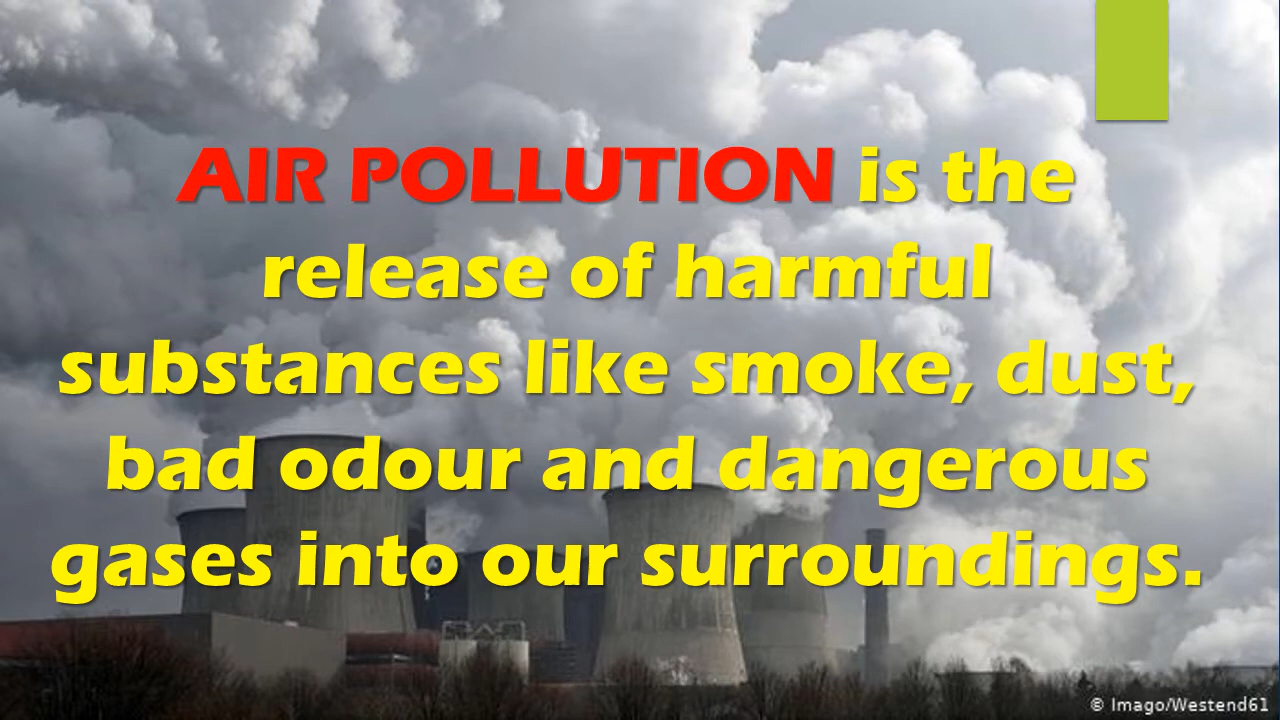 AIR POLLUTION is the
release of harmful
substances like smoke, dust,
bad odour and dangerous
gases into our surroundings.
© Imago/Westend61